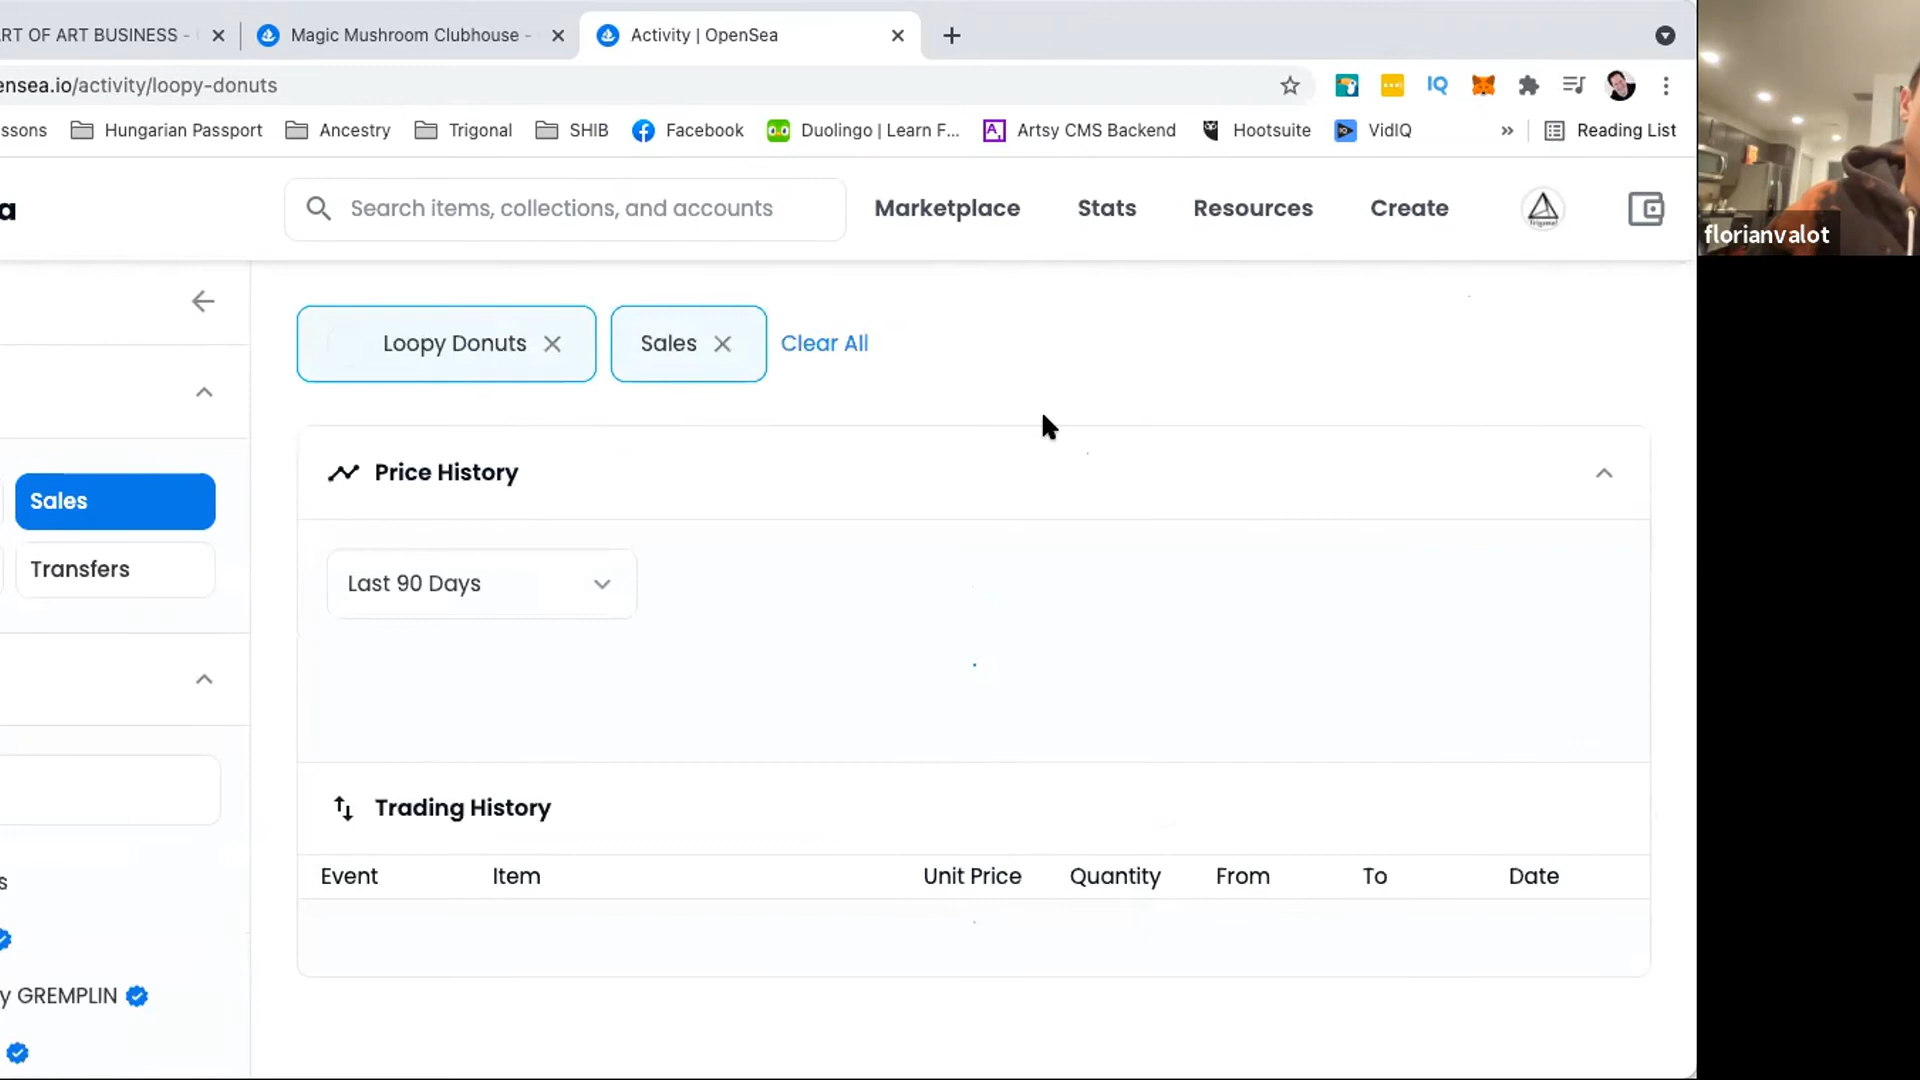 RT OF ART BUSINESS -
Magic Mushroom Clubhouse -
Activity | OpenSea
ensea.io/activity/loopy-donuts
IQ
ssons
Hungarian Passport
Ancestry
Trigonal
SHIB
Facebook
Duolingo | Learn F...
A,
Artsy CMS Backend
Hootsuite
VidIQ
»
Reading List
a
Search items, collections, and accounts
Marketplace
Stats
Resources
Create
Trigonal
florianvalot
Loopy Donuts
Sales
Clear All
Price History
Sales
Transfers
Last 90 Days
Trading History
Event
Item
Unit Price
Quantity
From
To
Date
s
y GREMPLIN